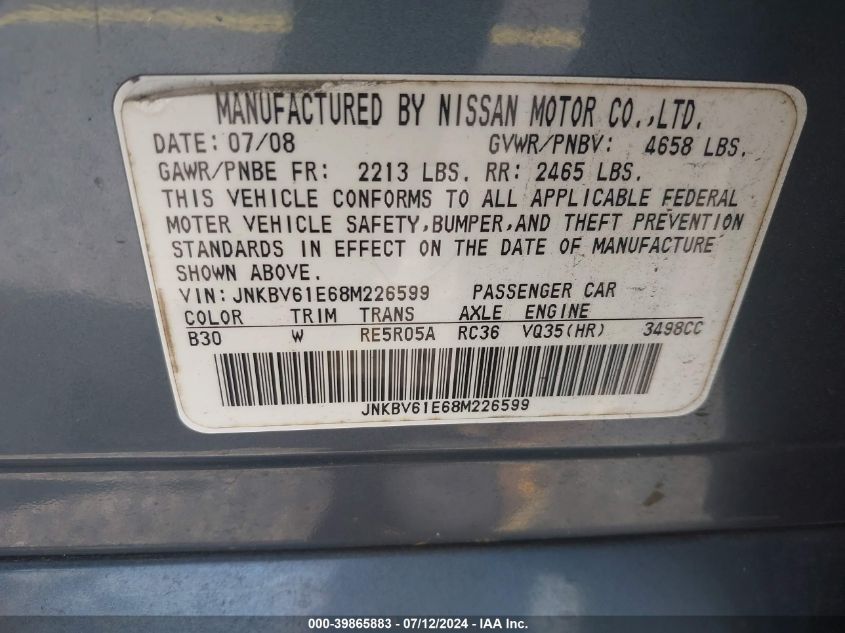 MANUFACTURED BY NISSAN MOTOR CO.,LTD.
DATE: 07/08 GVWR/PNBV: 4658 LBS.
GAWR/PNBE FR: 2213 LBS. RR: 2465 LBS.
THIS VEHICLE CONFORMS TO ALL APPLICABLE FEDERAL
MOTER VEHICLE SAFETY,BUMPER,AND THEFT PREVENTION
STANDARDS IN EFFECT ON THE DATE OF MANUFACTURE
SHOWN ABOVE.
VIN: JNKBV61E68M226599 PASSENGER CAR
COLOR TRIM TRANS AXLE ENGINE
B30 W RE5R05A RC36 VQ35(HR) 3498CC
JNKBV61E68M226599
000-39865883 - 07/12/2024 - IAA Inc.